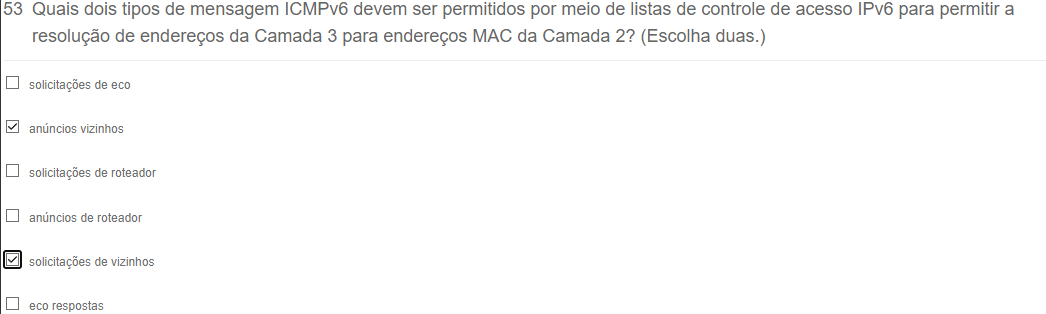 53 Quais dois tipos de mensagem ICMPv6 devem ser permitidos por meio de listas de controle de acesso IPv6 para permitir a
resolução de endereços da Camada 3 para endereços MAC da Camada 2? (Escolha duas.)
solicitações de eco
anúncios vizinhos
solicitações de roteador
anúncios de roteador
solicitações de vizinhos
eco respostas